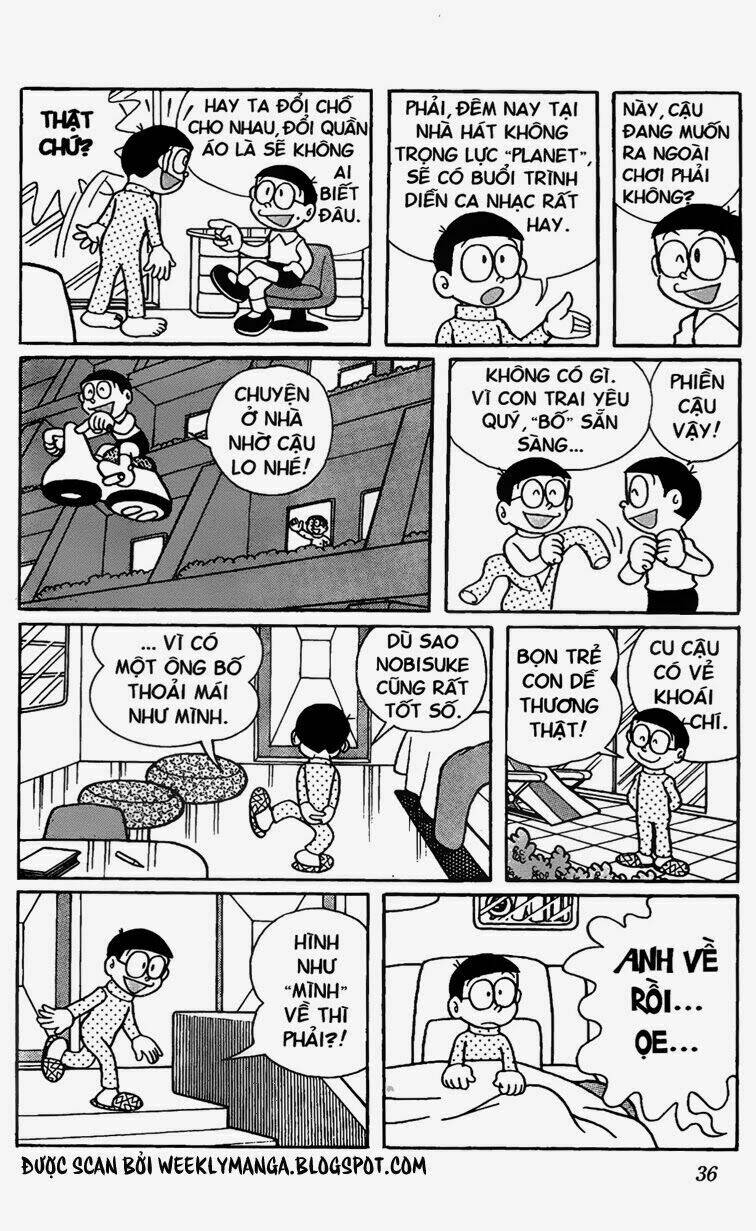 NÀY, CẬU
ĐANG MUỐN
RA NGOÀI
CHƠI PHẢI
KHÔNG?
PHẢI, ĐÊM NAY TẠI
NHÀ HÁT KHÔNG
TRỌNG LỰC "PLANET",
SẼ CÓ BUỔI TRÌNH
DIỄN CA NHẠC RẤT
HAY.
HAY TA ĐỔI CHỖ
CHO NHAU, ĐỔI QUẦN
ÁO LÀ SẼ KHÔNG
AI
BIẾT
ĐÂU.
THẬT
CHỨ?
PHIỀN
CẬU
VẬY!
KHÔNG CÓ GÌ.
VÌ CON TRAI YÊU
QUÝ, "BỐ" SẴN
SÀNG...
CHUYỆN
Ở NHÀ
NHỜ CẬU
LO NHÉ!
CU CẬU
CÓ VẺ
KHOÁI
CHÍ.
BỌN TRẺ
CON DỄ
THƯƠNG
THẬT!
DÙ SAO
NOBISUKE
CŨNG RẤT
TỐT SỐ.
... VÌ CÓ
MỘT ÔNG BỐ
THOẢI MÁI
NHƯ MÌNH.
ANH VỀ
RỒI...
ỌE...
HÌNH
NHƯ
"MÌNH"
VỀ THÌ
PHẢI?!
ĐƯỢC SCAN BỞI WEEKLYMANGA.BLOGSPOT.COM
36